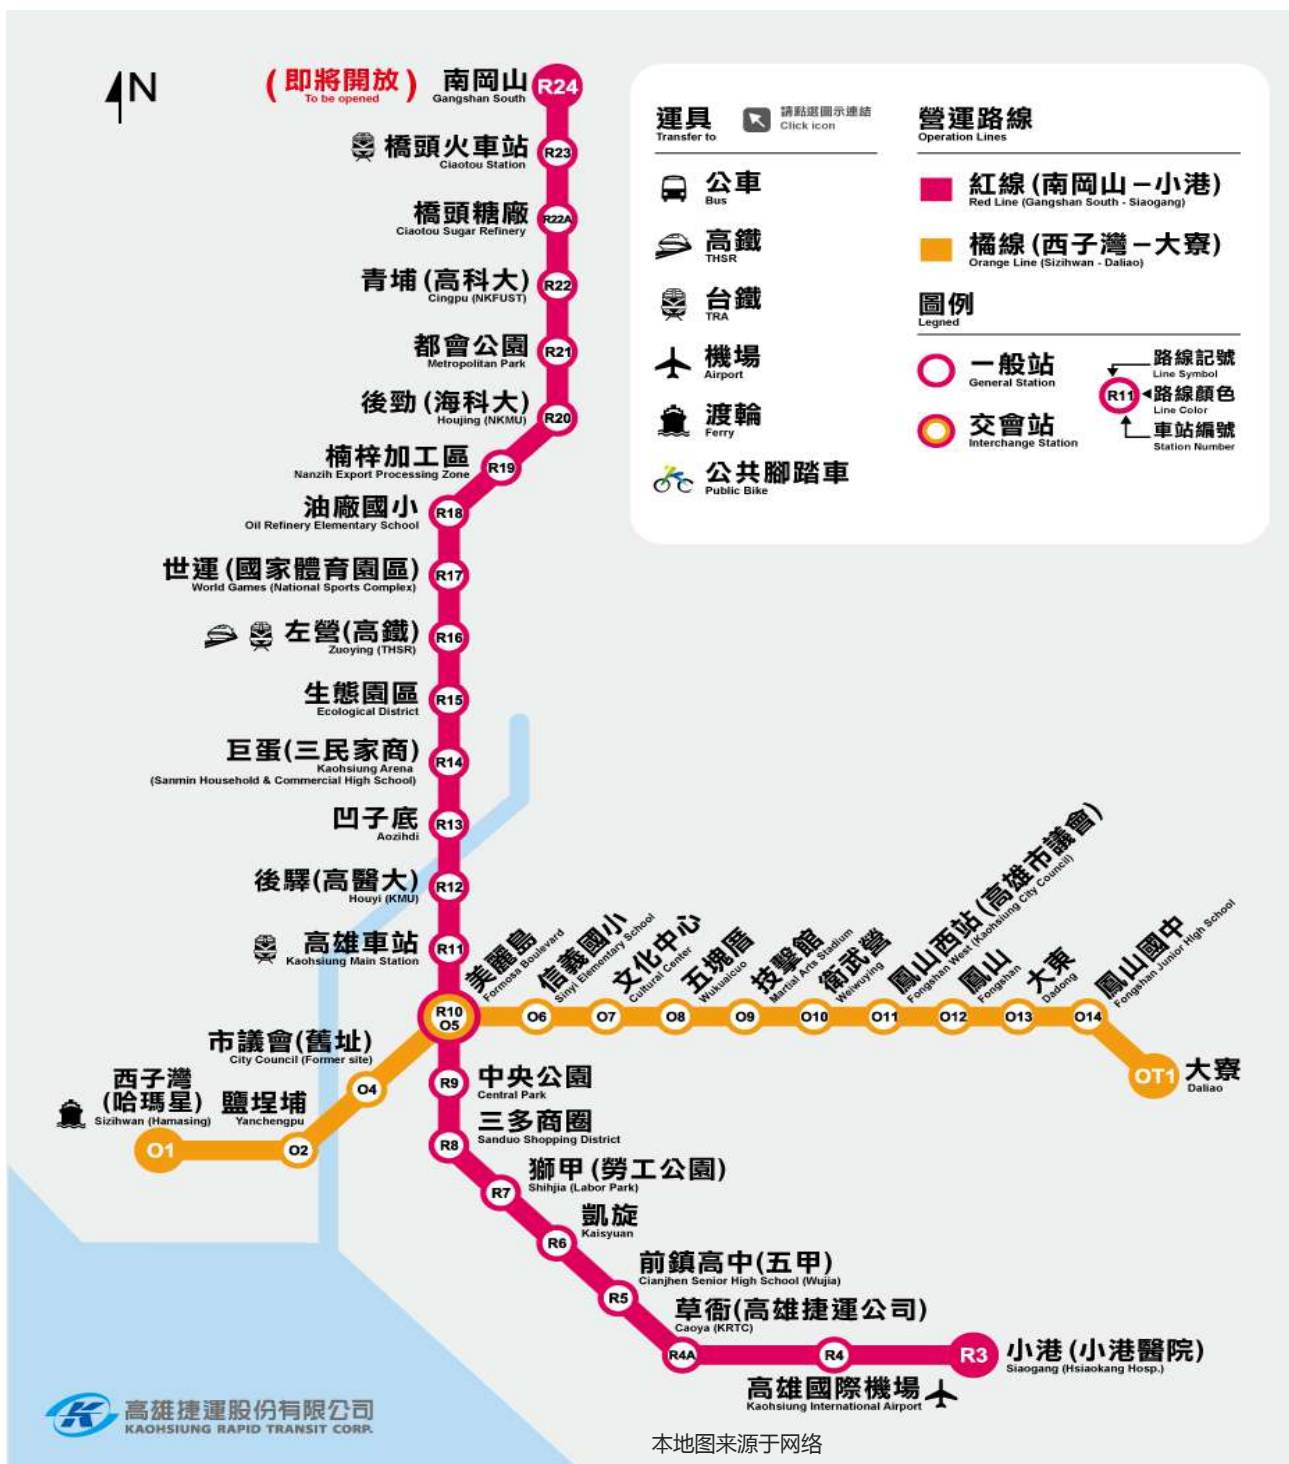 N
(即將開放)
To be opened
南岡山
Gangshan South
R24
橋頭火車站
Ciaotou Station
R23
橋頭糖廠
Ciaotou Sugar Refinery
R22A
青埔(高科大)
Cingpu (NKFUST)
R22
都會公園
Metropolitan Park
R21
後勁(海科大)
Houjing (NKMU)
R20
楠梓加工區
Nanzih Export Processing Zone
R19
油廠國小
Oil Refinery Elementary School
R18
世運(國家體育園區)
World Games (National Sports Complex)
R17
左營(高鐵)
Zuoying (THSR)
R16
生態園區
Ecological District
R15
巨蛋(三民家商)
Kaohsiung Arena
(Sanmin Household & Commercial High School)
R14
凹子底
Aozihdi
R13
後驛(高醫大)
Houyi (KMU)
R12
高雄車站
Kaohsiung Main Station
R11
運具
Transfer to
請點選圖示連結
Click icon
公車
Bus
高鐵
THSR
台鐵
TRA
機場
Airport
渡輪
Ferry
公共腳踏車
Public Bike
營運路線
Operation Lines
紅線(南岡山－小港)
Red Line (Gangshan South - Siaogang)
橘線(西子灣－大寮)
Orange Line (Sizihwan - Daliao)
圖例
Legned
一般站
General Station
交會站
Interchange Station
R11
路線記號
Line Symbol
路線顏色
Line Color
車站編號
Station Number
美麗島
Formosa Boulevard
R10
O5
信義國小
Sinyi Elementary School
O6
文化中心
Cultural Center
O7
五塊厝
Wukuaicuo
O8
技擊館
Martial Arts Stadium
O9
衛武營
Weiwuying
O10
鳳山西站(高雄市議會)
Fongshan West (Kaohsiung City Council)
O11
鳳山
Fongshan
O12
大東
Dadong
O13
鳳山國中
Fongshan Junior High School
O14
OT1
大寮
Daliao
市議會(舊址)
City Council (Former site)
O4
鹽埕埔
Yanchengpu
O2
西子灣
(哈瑪星)
Sizihwan (Hamasing)
O1
R9
中央公園
Central Park
R8
三多商圈
Sanduo Shopping District
R7
獅甲(勞工公園)
Shihjia (Labor Park)
R6
凱旋
Kaisyuan
R5
前鎮高中(五甲)
Cianjhen Senior High School (Wujia)
R4A
草衙(高雄捷運公司)
Caoya (KRTC)
R4
高雄國際機場
Kaohsiung International Airport
R3
小港(小港醫院)
Siaogang (Hsiaokang Hosp.)
高雄捷運股份有限公司
KAOHSIUNG RAPID TRANSIT CORP.
本地图来源于网络